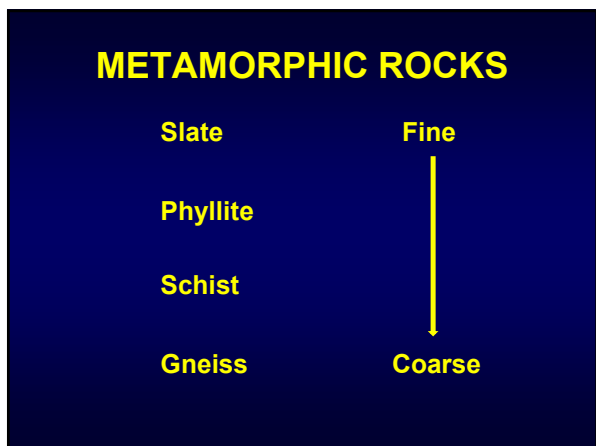 METAMORPHIC ROCKS
Slate Fine
Phyllite
Schist
Gneiss Coarse